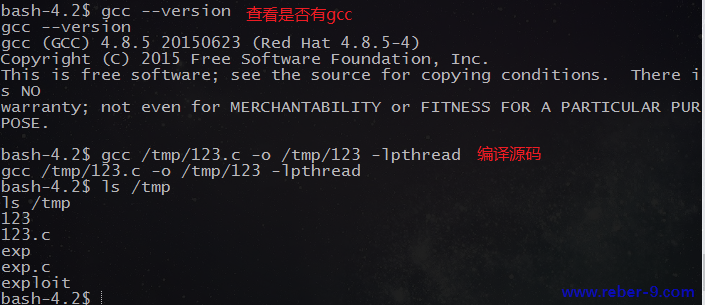 bash-4.2$ gcc --version 查看是否有gcc
gcc --version
gcc (GCC) 4.8.5 20150623 (Red Hat 4.8.5-4)
Copyright (C) 2015 Free Software Foundation, Inc.
This is free software; see the source for copying conditions.  There i
s NO
warranty; not even for MERCHANTABILITY or FITNESS FOR A PARTICULAR PUR
POSE.
bash-4.2$ gcc /tmp/123.c -o /tmp/123 -lpthread 编译源码
gcc /tmp/123.c -o /tmp/123 -lpthread
bash-4.2$ ls /tmp
ls /tmp
123
123.c
exp
exp.c
exploit
bash-4.2$
www.reber-9.com